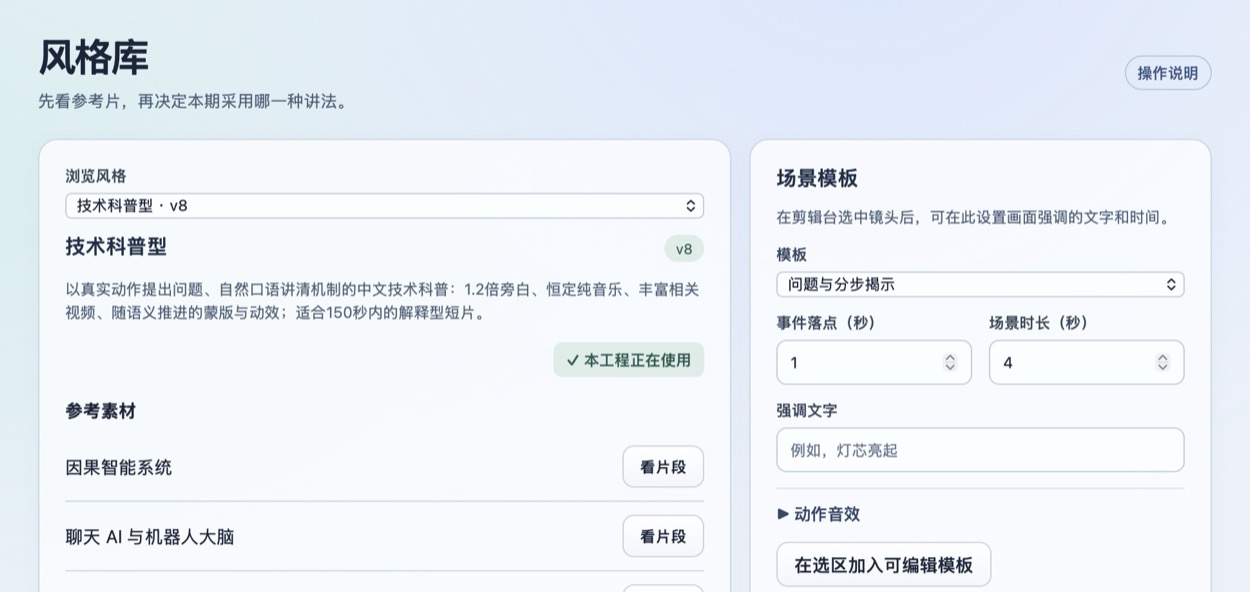 风格库
先看参考片，再决定本期采用哪一种讲法。
操作说明
浏览风格
技术科普型 · v8
技术科普型
v8
以真实动作提出问题、自然口语讲清机制的中文技术科普：1.2倍旁白、恒定纯音乐、丰富相关
视频、随语义推进的蒙版与动效；适合150秒内的解释型短片。
✓ 本工程正在使用
参考素材
因果智能系统
看片段
聊天 AI 与机器人大脑
看片段
场景模板
在剪辑台选中镜头后，可在此设置画面强调的文字和时间。
模板
问题与分步揭示
事件落点（秒）
场景时长（秒）
1
4
强调文字
例如，灯芯亮起
▶ 动作音效
在选区加入可编辑模板